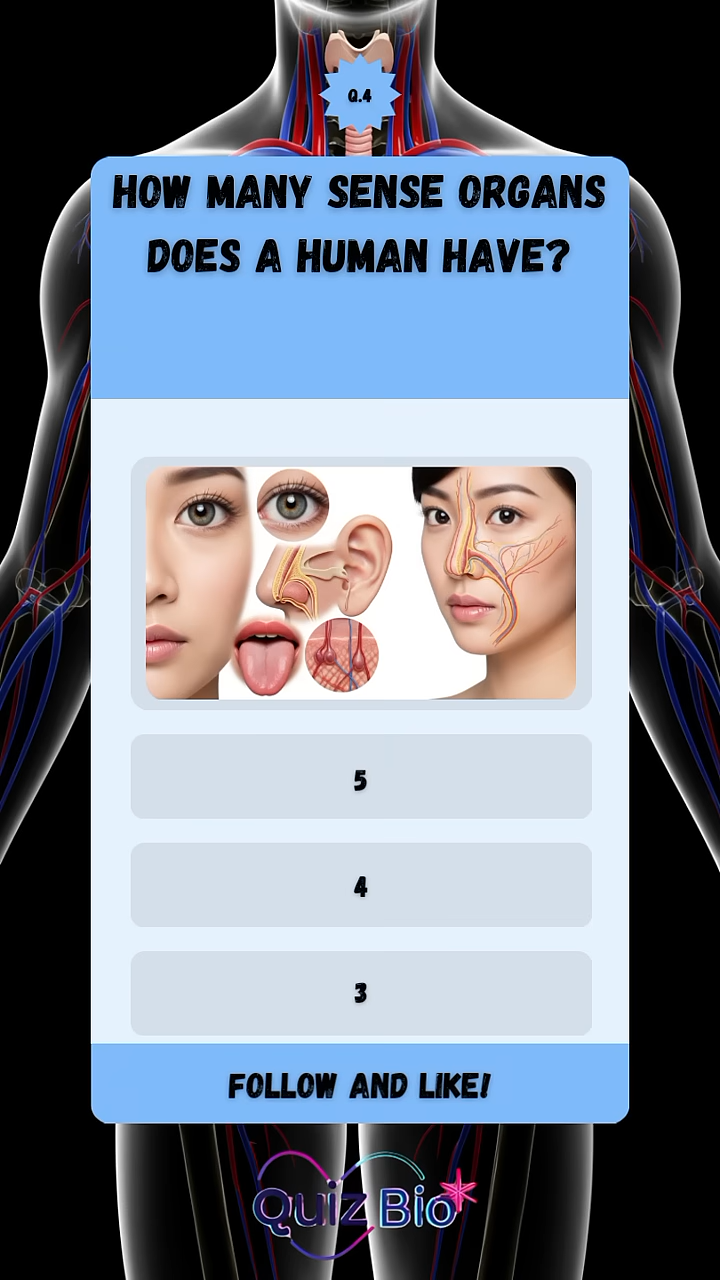 Q.4
HOW MANY SENSE ORGANS
DOES A HUMAN HAVE?
5
4
3
FOLLOW AND LIKE!
Quiz Bio